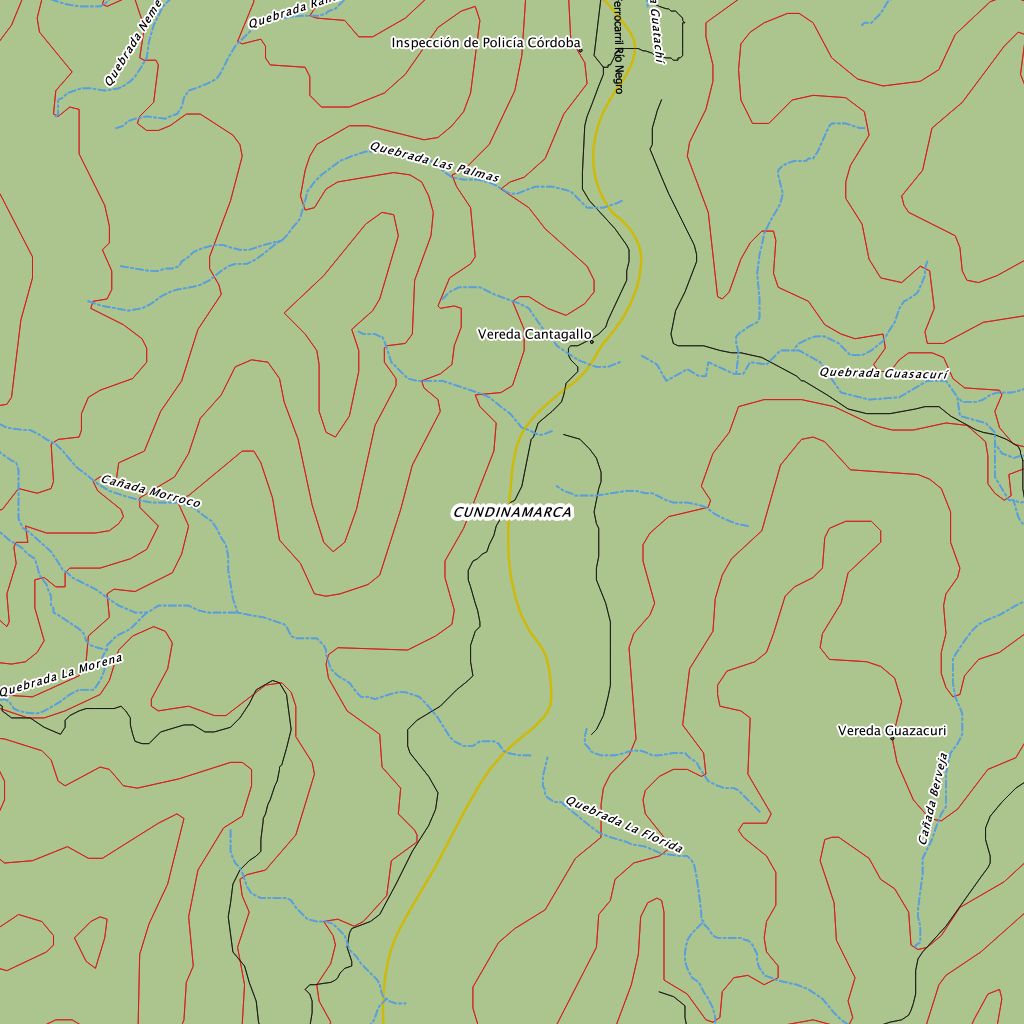 Quebrada Neme
Quebrada Ram
Inspección de Policía Córdoba
Ferrocarril Río Negro
a Guatachí
Quebrada Las Palmas
Vereda Cantagallo
Quebrada Guasacurí
Cañada Morroco
CUNDINAMARCA
Quebrada La Morena
Vereda Guazacuri
Cañada Berveja
Quebrada La Florida